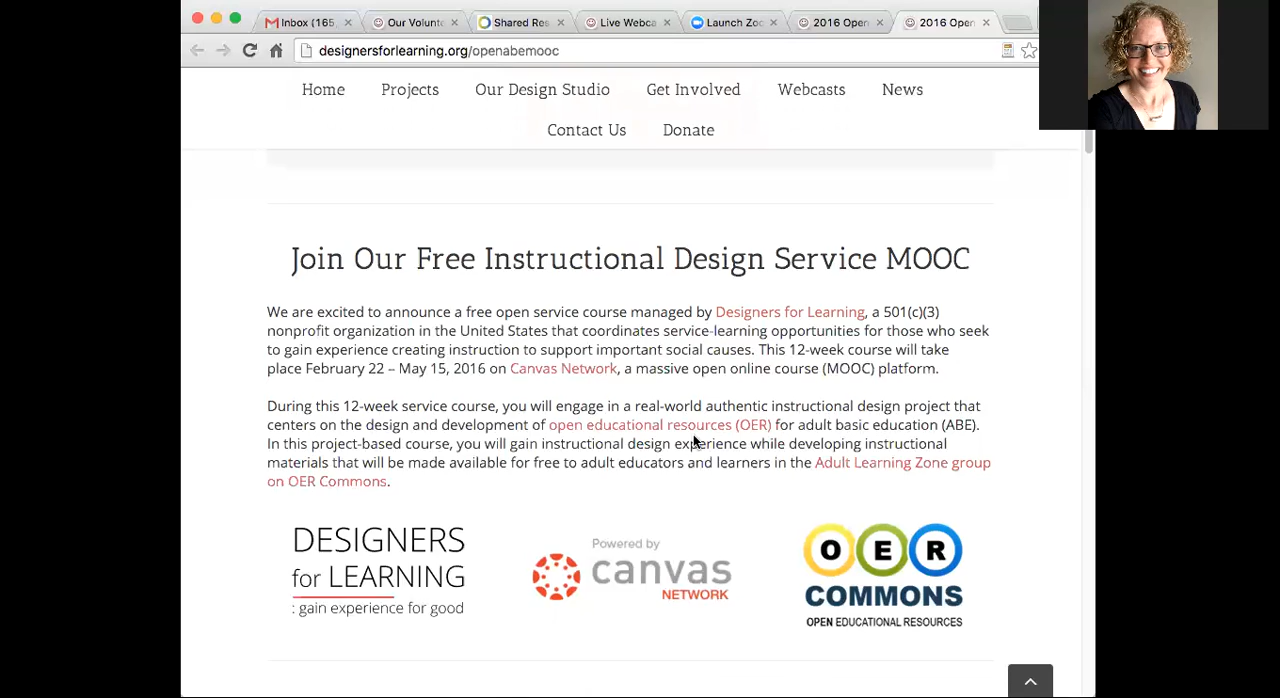 Inbox (165,
Our Volunt
Shared Res
Live Webca
Launch Zoo
2016 Open
2016 Open
designersforlearning.org/openabemooc
Home Projects Our Design Studio Get Involved Webcasts News
Contact Us Donate
Join Our Free Instructional Design Service MOOC
We are excited to announce a free open service course managed by Designers for Learning, a 501(c)(3)
nonprofit organization in the United States that coordinates service-learning opportunities for those who seek
to gain experience creating instruction to support important social causes. This 12-week course will take
place February 22 – May 15, 2016 on Canvas Network, a massive open online course (MOOC) platform.
During this 12-week service course, you will engage in a real-world authentic instructional design project that
centers on the design and development of open educational resources (OER) for adult basic education (ABE).
In this project-based course, you will gain instructional design experience while developing instructional
materials that will be made available for free to adult educators and learners in the Adult Learning Zone group
on OER Commons.
DESIGNERS
for LEARNING
: gain experience for good
Powered by
canvas
NETWORK
OER
COMMONS
OPEN EDUCATIONAL RESOURCES